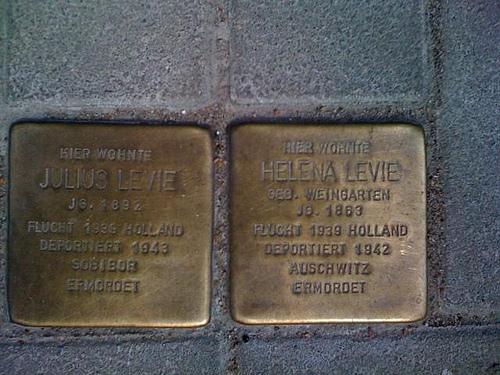 HIER WOHNTE
JULIUS LEVIE
JG. 1892
FLUCHT 1936 HOLLAND
DEPORTIERT 1943
SOBIBOR
ERMORDET
HIER WOHNTE
HELENA LEVIE
GEB. WEINGARTEN
JG. 1863
FLUCHT 1939 HOLLAND
DEPORTIERT 1942
AUSCHWITZ
ERMORDET